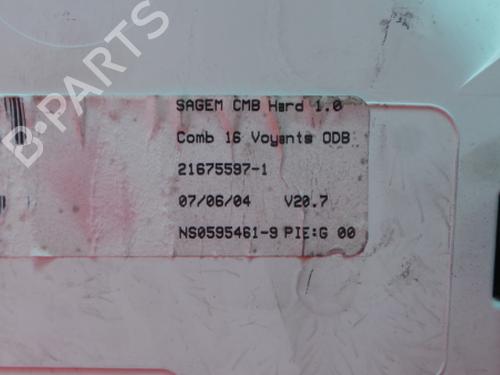 B-PARTS
SAGEM CMB Hard 1.0
Comb 16 Voyants ODB
21675597-1
07/06/04 V20.7
NS0595461-9 PIE:G 00